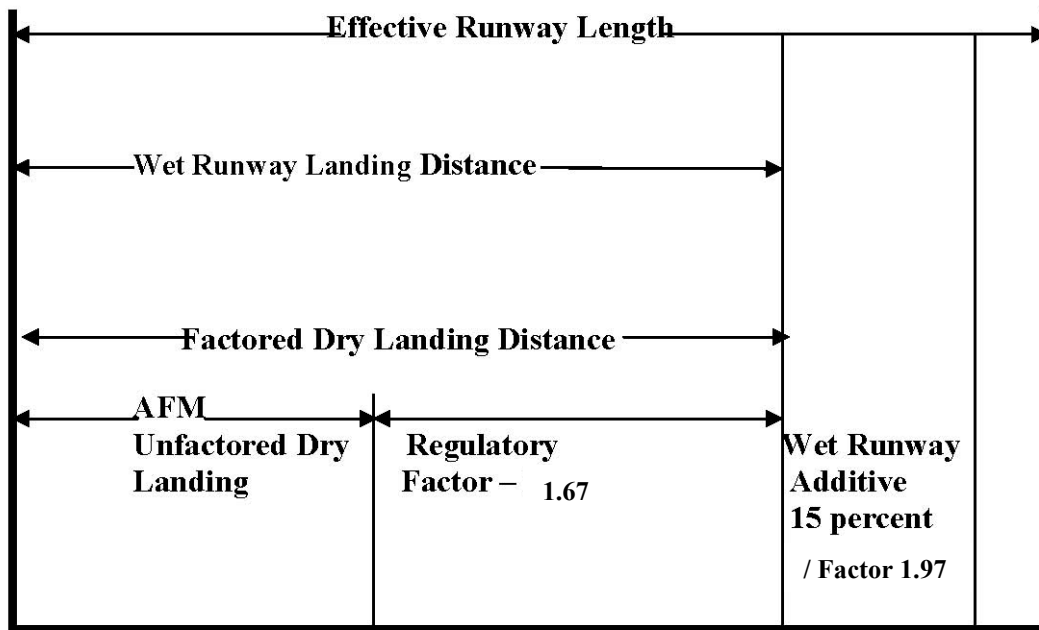 Effective Runway Length
Wet Runway Landing Distance
Factored Dry Landing Distance
AFM
Unfactored Dry
Landing
Regulatory
Factor – 1.67
Wet Runway
Additive
15 percent
/ Factor 1.97